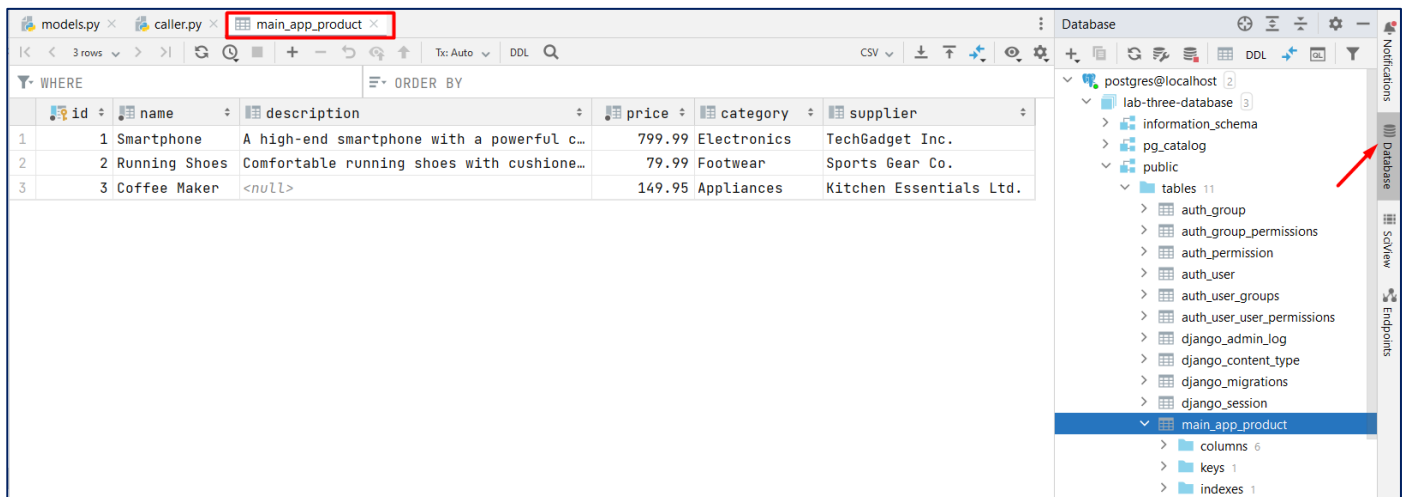 models.py caller.py main_app_product
3 rows Tx: Auto DDL CSV
WHERE ORDER BY
id name description price category supplier
1 1 Smartphone A high-end smartphone with a powerful c… 799.99 Electronics TechGadget Inc.
2 2 Running Shoes Comfortable running shoes with cushione… 79.99 Footwear Sports Gear Co.
3 3 Coffee Maker <null> 149.95 Appliances Kitchen Essentials Ltd.
Database
DDL QL
postgres@localhost 2
lab-three-database 3
information_schema
pg_catalog
public
tables 11
auth_group
auth_group_permissions
auth_permission
auth_user
auth_user_groups
auth_user_user_permissions
django_admin_log
django_content_type
django_migrations
django_session
main_app_product
columns 6
keys 1
indexes 1
Notifications
Database
SciView
Endpoints